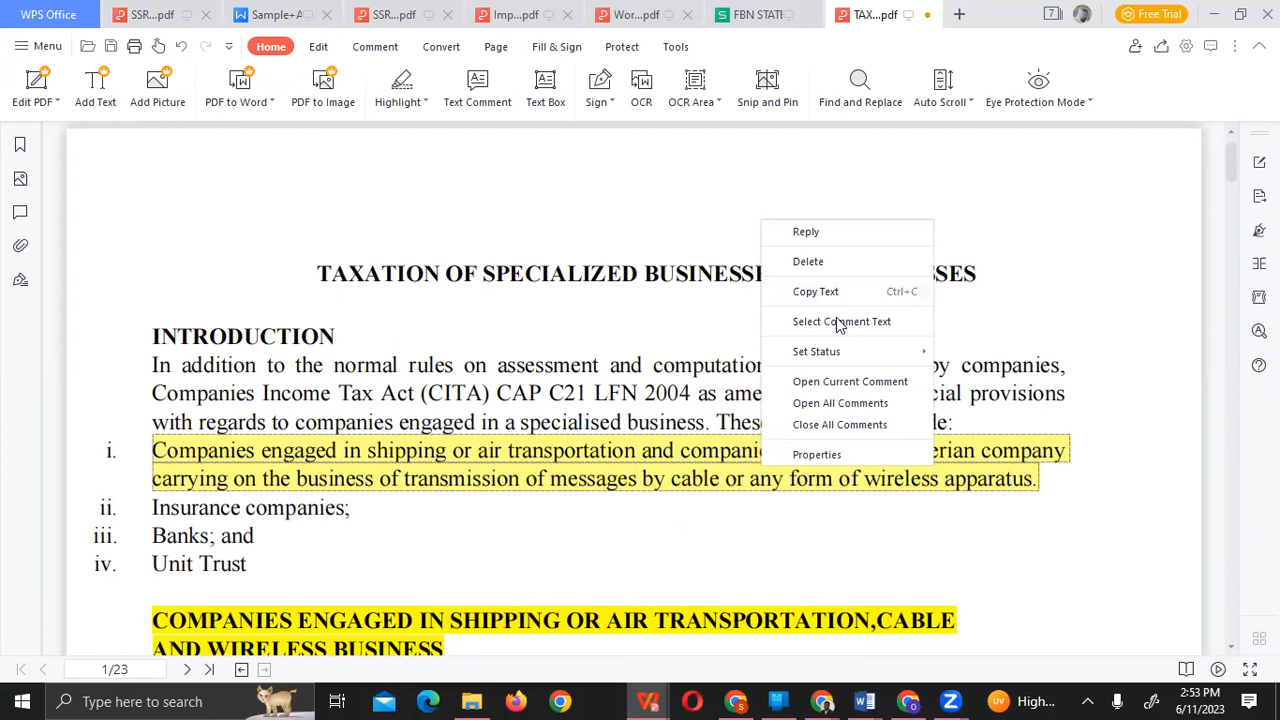 WPS Office
SSR...pdf
Sample+A
SSR...pdf
Imp...pdf
Wor...pdf
FBN STATE
TAX...pdf
7
Free Trial
Menu
Home
Edit
Comment
Convert
Page
Fill & Sign
Protect
Tools
Edit PDF
Add Text
Add Picture
PDF to Word
PDF to Image
Highlight
Text Comment
Text Box
Sign
OCR
OCR Area
Snip and Pin
Find and Replace
Auto Scroll
Eye Protection Mode
TAXATION OF SPECIALIZED BUSINESSE
SSES
INTRODUCTION
In addition to the normal rules on assessment and computation
by companies,
Companies Income Tax Act (CITA) CAP C21 LFN 2004 as ame
cial provisions
with regards to companies engaged in a specialised business. These
de:
i. Companies engaged in shipping or air transportation and companie
erian company
carrying on the business of transmission of messages by cable or any form of wireless apparatus.
ii. Insurance companies;
iii. Banks; and
iv. Unit Trust
COMPANIES ENGAGED IN SHIPPING OR AIR TRANSPORTATION,CABLE
AND WIRELESS BUSINESS
Reply
Delete
Copy Text Ctrl+C
Select Comment Text
Set Status
Open Current Comment
Open All Comments
Close All Comments
Properties
1/23
Type here to search
UV
High...
2:53 PM
6/11/2023